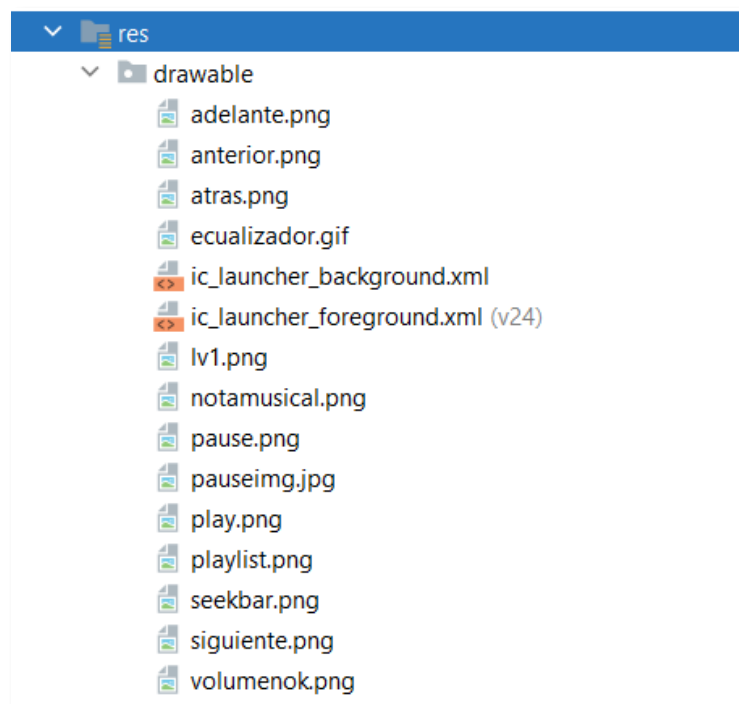 res
drawable
adelante.png
anterior.png
atras.png
ecualizador.gif
ic_launcher_background.xml
ic_launcher_foreground.xml (v24)
lv1.png
notamusical.png
pause.png
pauseimg.jpg
play.png
playlist.png
seekbar.png
siguiente.png
volumenok.png